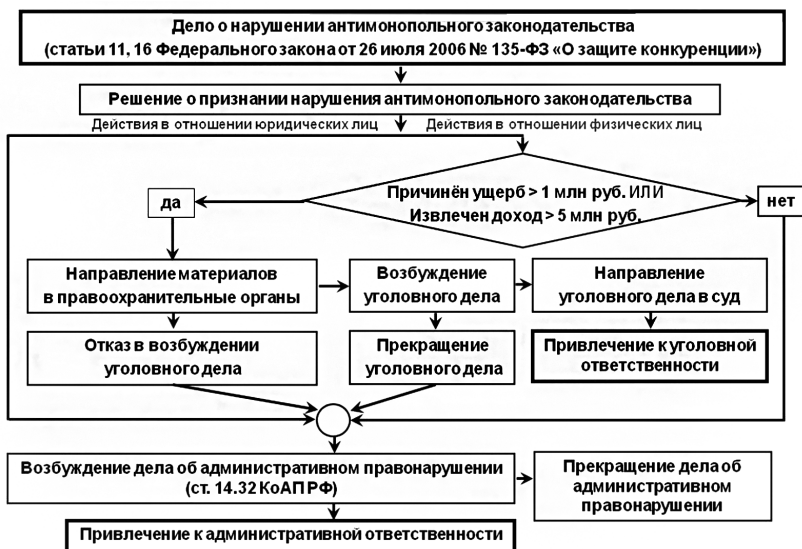 Дело о нарушении антимонопольного законодательства
(статьи 11, 16 Федерального закона от 26 июля 2006 № 135-ФЗ «О защите конкуренции»)
Решение о признании нарушения антимонопольного законодательства
Действия в отношении юридических лиц
Действия в отношении физических лиц
Причинён ущерб > 1 млн руб. ИЛИ
Извлечен доход > 5 млн руб.
да
нет
Направление материалов
в правоохранительные органы
Возбуждение
уголовного дела
Направление
уголовного дела в суд
Отказ в возбуждении
уголовного дела
Прекращение
уголовного дела
Привлечение к уголовной
ответственности
Возбуждение дела об административном правонарушении
(ст. 14.32 КоАП РФ)
Прекращение дела об
административном
правонарушении
Привлечение к административной ответственности